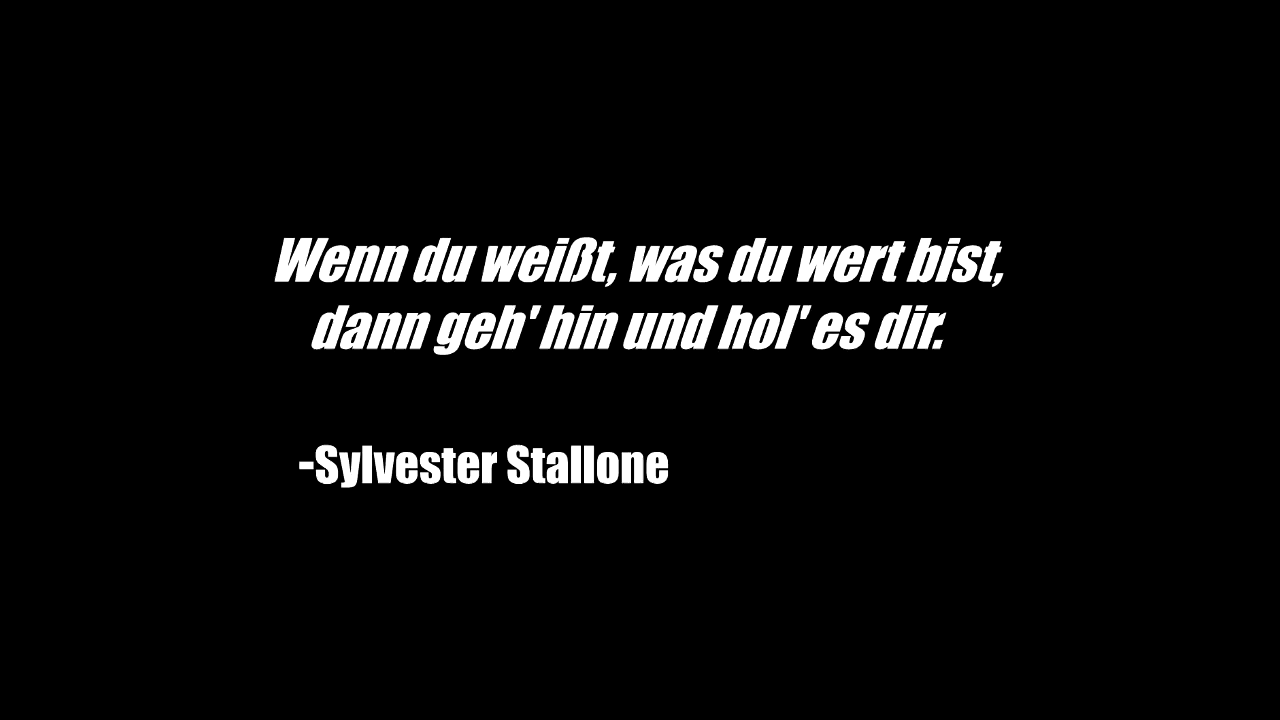 Wenn du weißt, was du wert bist,
dann geh' hin und hol' es dir.
-Sylvester Stallone